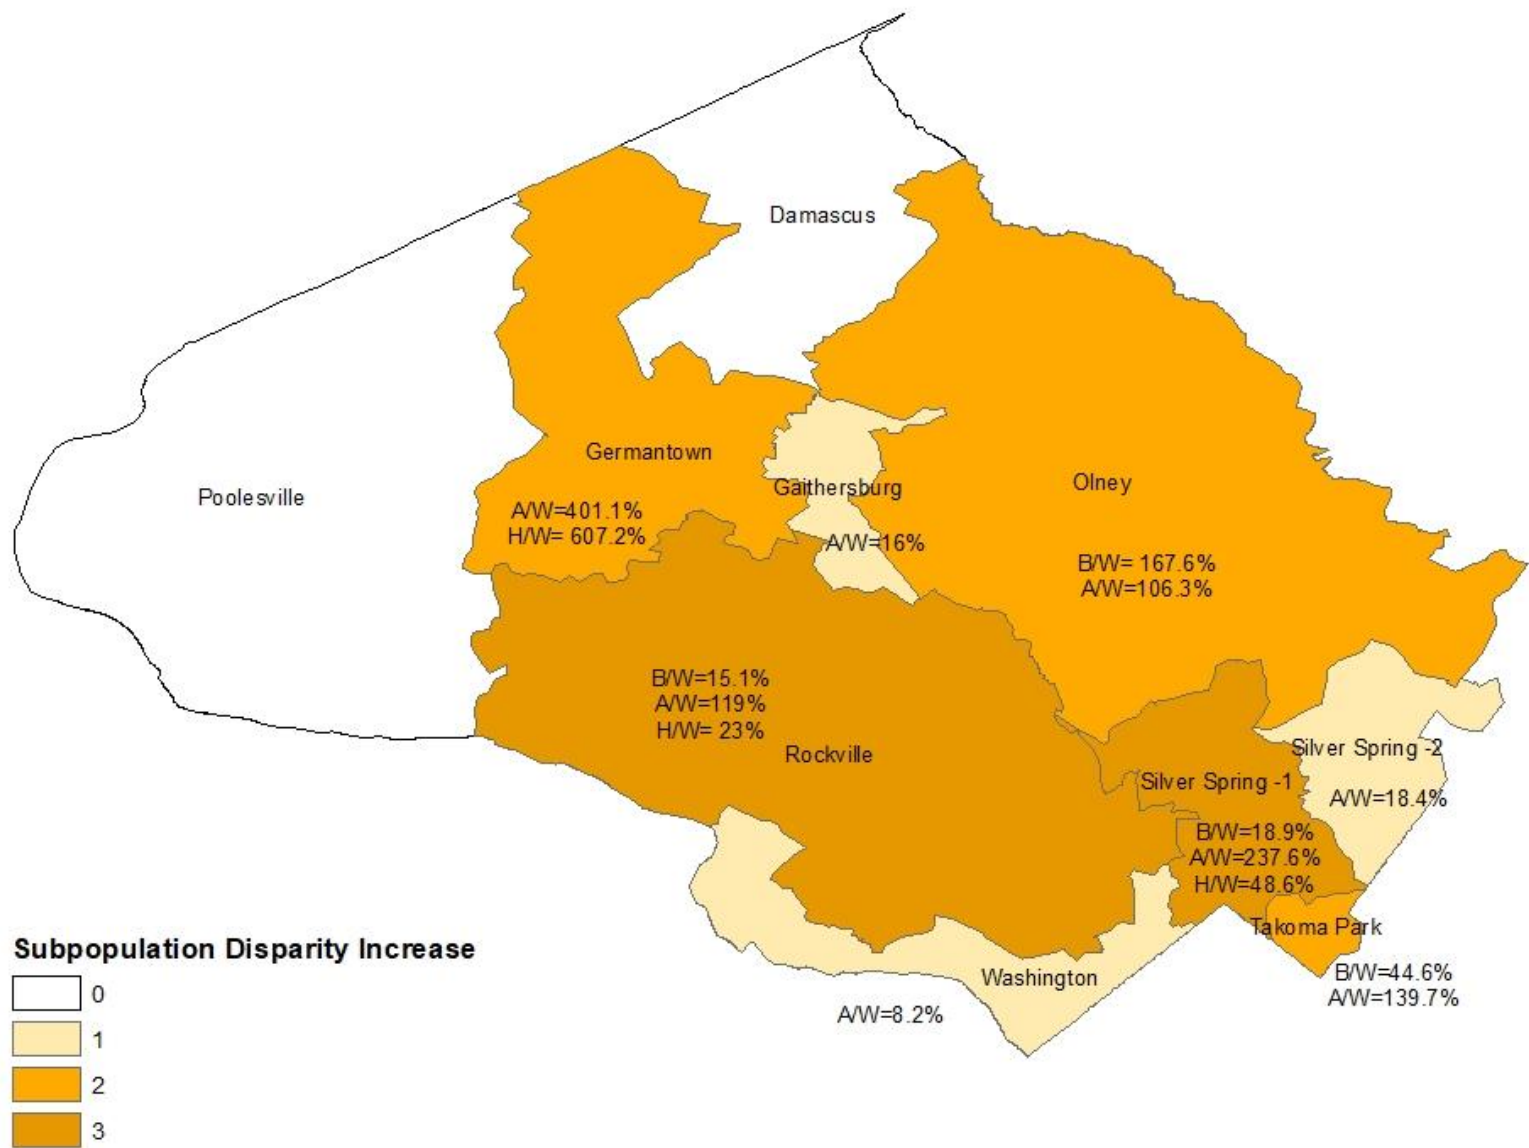 Damascus
Germantown
Poolesville
Gaithersburg
Olney
A/W=401.1%
H/W= 607.2%
A/W=16%
B/W= 167.6%
A/W=106.3%
B/W=15.1%
A/W=119%
H/W= 23%
Rockville
Silver Spring -2
Silver Spring -1
A/W=18.4%
B/W=18.9%
A/W=237.6%
H/W=48.6%
Takoma Park
B/W=44.6%
A/W=139.7%
Washington
A/W=8.2%
Subpopulation Disparity Increase
0
1
2
3